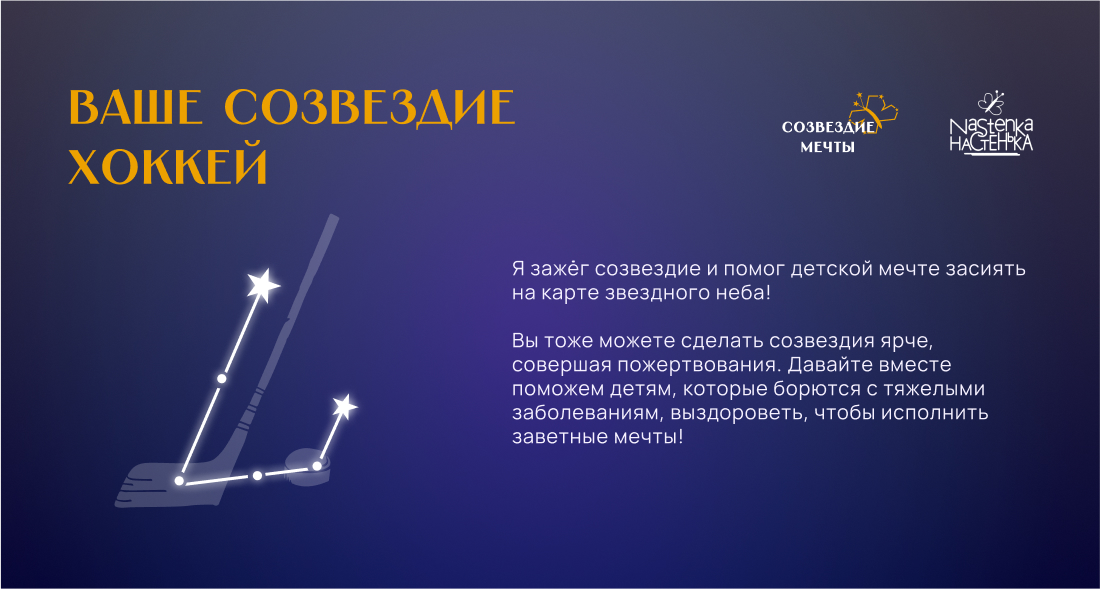 ВАШЕ СОЗВЕЗДИЕ
ХОККЕЙ
СОЗВЕЗДИЕ
МЕЧТЫ
Nastenka
НАСТЕНЬКА
Я зажёг созвездие и помог детской мечте засиять
на карте звездного неба!
Вы тоже можете сделать созвездия ярче,
совершая пожертвования. Давайте вместе
поможем детям, которые борются с тяжелыми
заболеваниям, выздороветь, чтобы исполнить
заветные мечты!